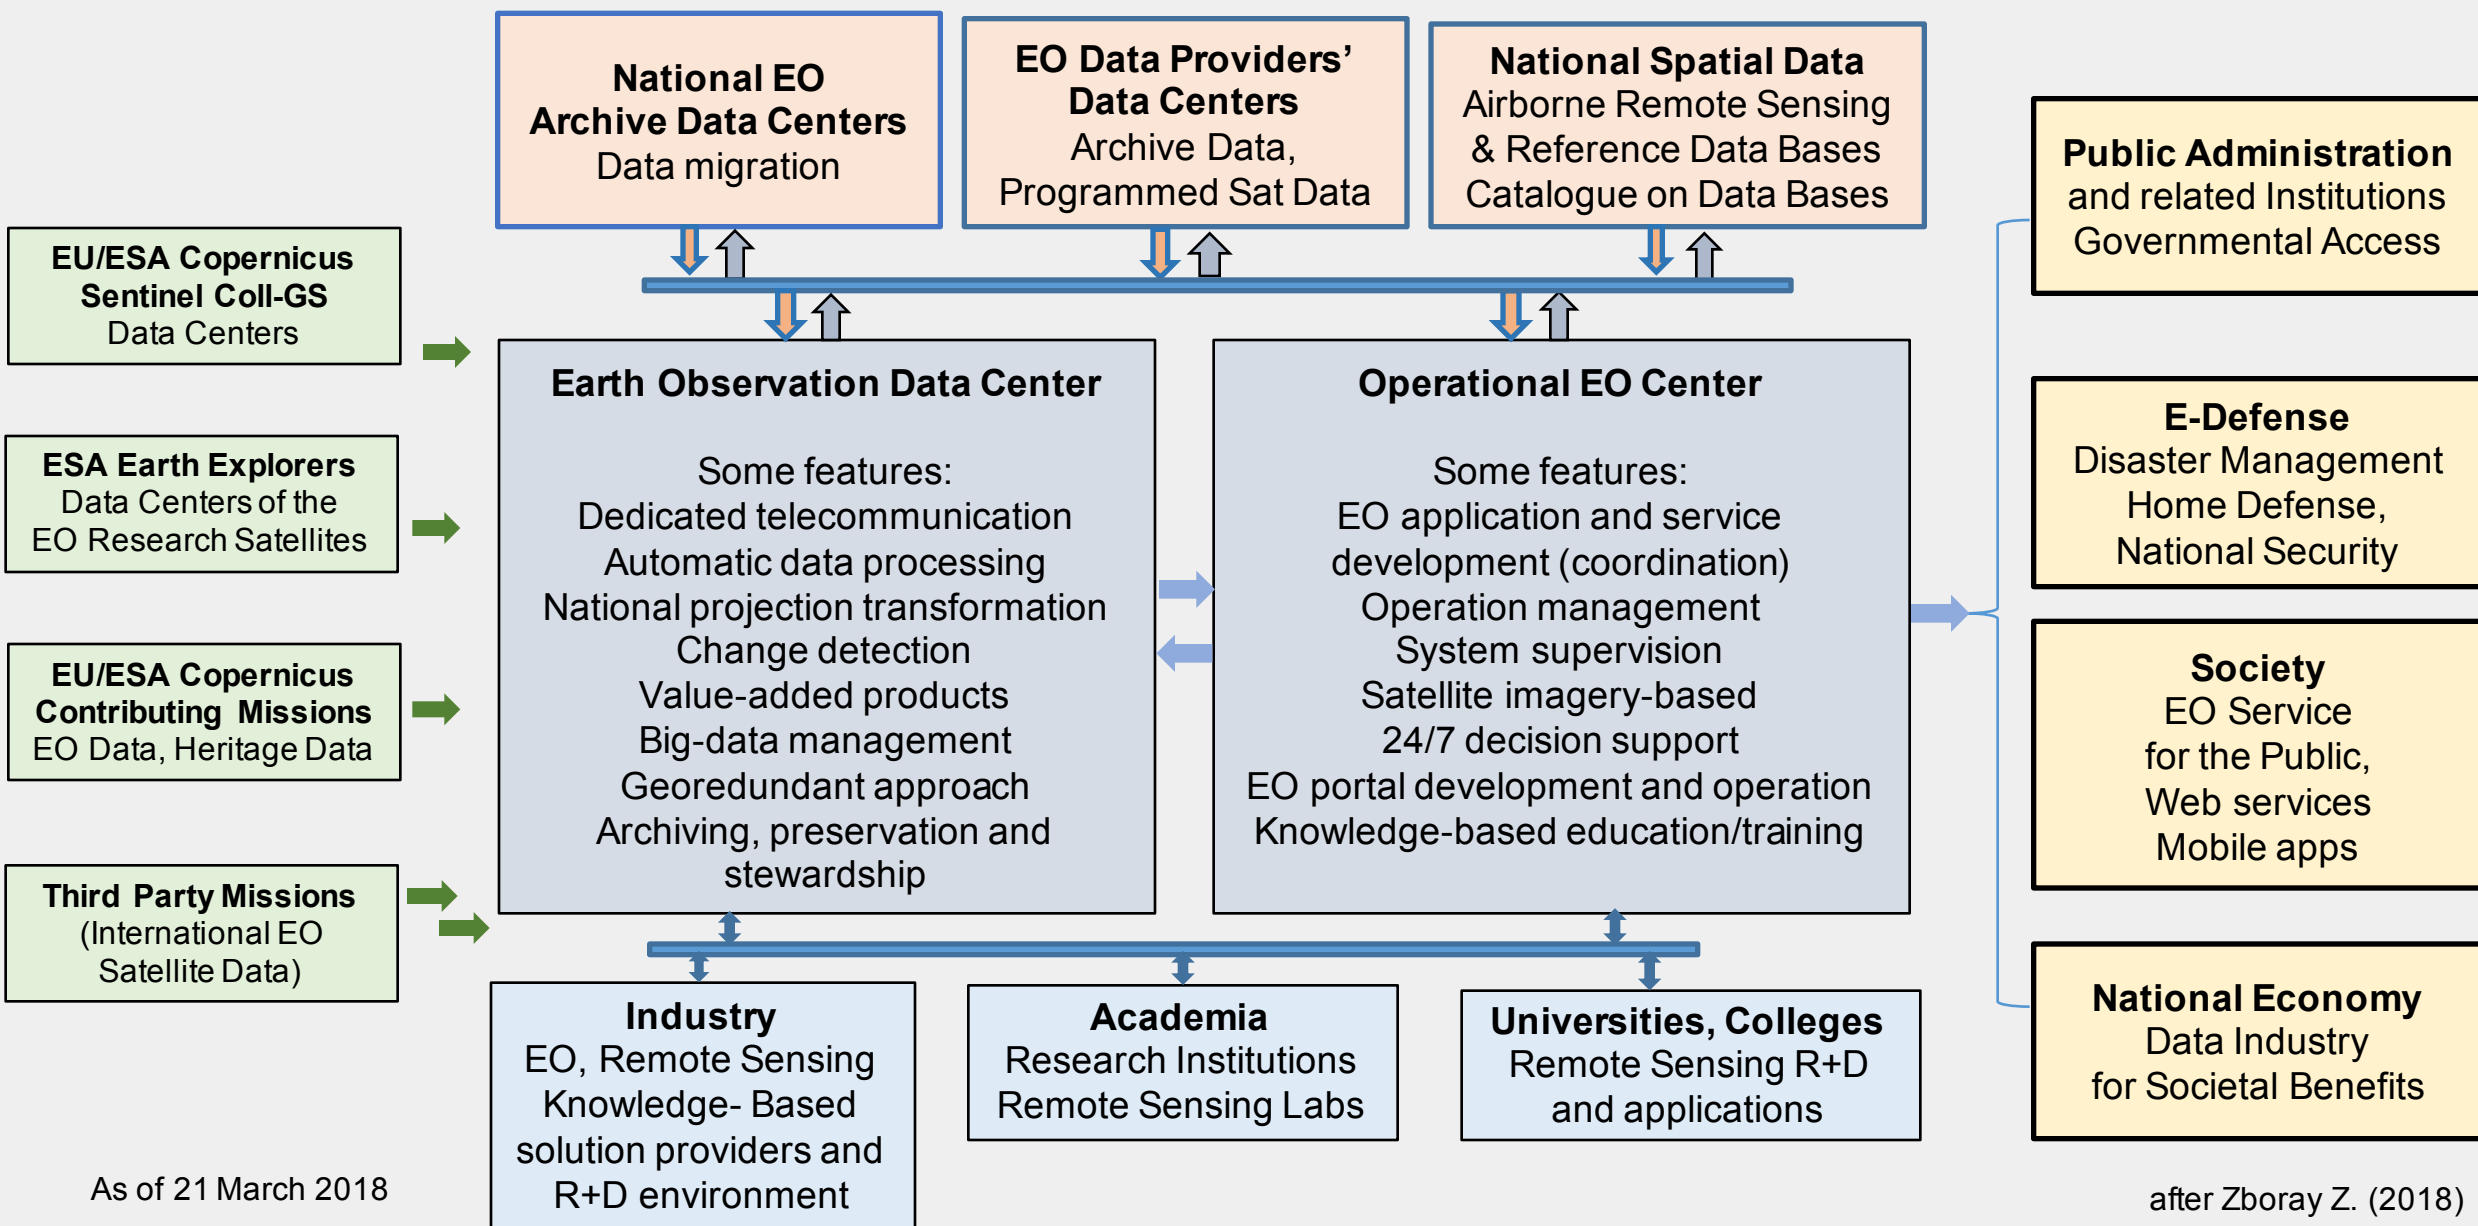 National EO
Archive Data Centers
Data migration
EO Data Providers’
Data Centers
Archive Data,
Programmed Sat Data
National Spatial Data
Airborne Remote Sensing
& Reference Data Bases
Catalogue on Data Bases
EU/ESA Copernicus
Sentinel Coll-GS
Data Centers
ESA Earth Explorers
Data Centers of the
EO Research Satellites
EU/ESA Copernicus
Contributing Missions
EO Data, Heritage Data
Third Party Missions
(International EO
Satellite Data)
Earth Observation Data Center
Some features:
Dedicated telecommunication
Automatic data processing
National projection transformation
Change detection
Value-added products
Big-data management
Georedundant approach
Archiving, preservation and
stewardship
Operational EO Center
Some features:
EO application and service
development (coordination)
Operation management
System supervision
Satellite imagery-based
24/7 decision support
EO portal development and operation
Knowledge-based education/training
Public Administration
and related Institutions
Governmental Access
E-Defense
Disaster Management
Home Defense,
National Security
Society
EO Service
for the Public,
Web services
Mobile apps
National Economy
Data Industry
for Societal Benefits
Industry
EO, Remote Sensing
Knowledge- Based
solution providers and
R+D environment
Academia
Research Institutions
Remote Sensing Labs
Universities, Colleges
Remote Sensing R+D
and applications
As of 21 March 2018
after Zboray Z. (2018)